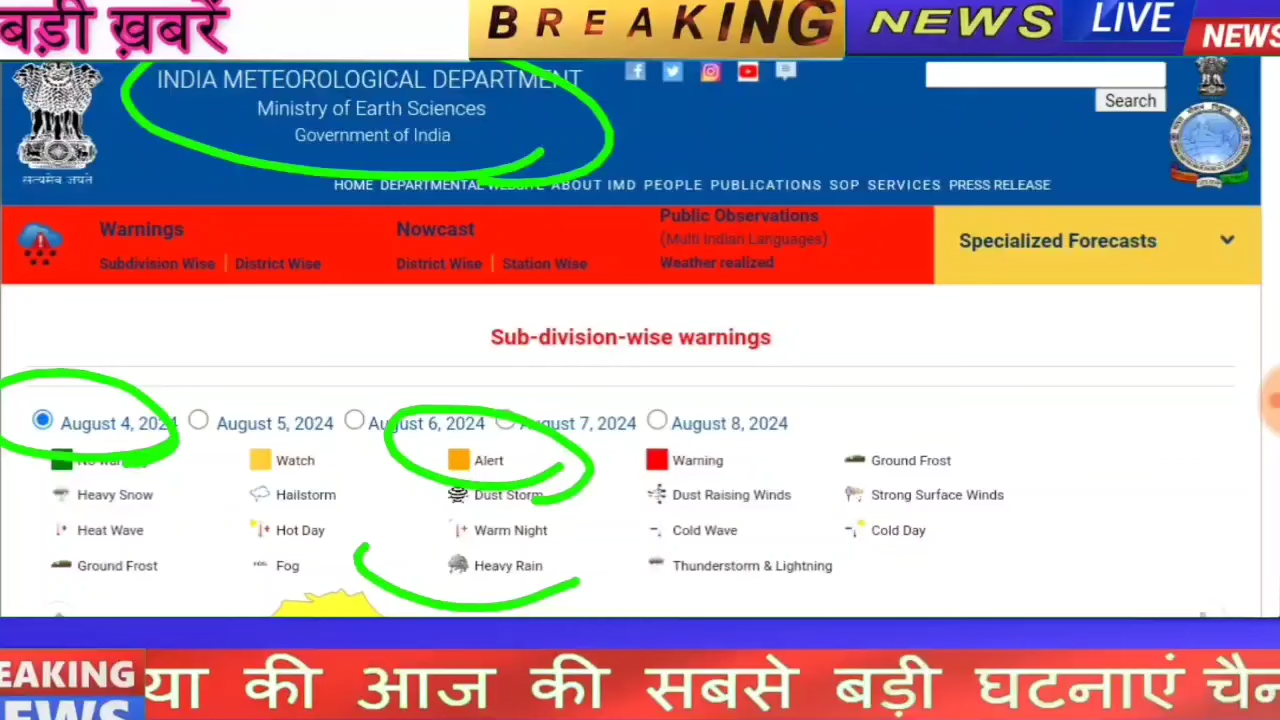 बड़ी ख़बरें
BREAKING
NEWS
LIVE
NEWS
INDIA METEOROLOGICAL DEPARTMENT
Ministry of Earth Sciences
Government of India
Search
सत्यमेव जयते
HOME DEPARTMENTAL WEBSITE ABOUT IMD PEOPLE PUBLICATIONS SOP SERVICES PRESS RELEASE
Warnings
Subdivision Wise | District Wise
Nowcast
District Wise | Station Wise
Public Observations
(Multi Indian Languages)
Weather realized
Specialized Forecasts
Sub-division-wise warnings
August 4, 2024 August 5, 2024 August 6, 2024 August 7, 2024 August 8, 2024
No warning Watch Alert Warning Ground Frost
Heavy Snow Hailstorm Dust Storm Dust Raising Winds Strong Surface Winds
Heat Wave Hot Day Warm Night Cold Wave Cold Day
Ground Frost FOG Fog Heavy Rain Thunderstorm & Lightning
EAKING
EWS
या की आज की सबसे बड़ी घटनाएं चैन